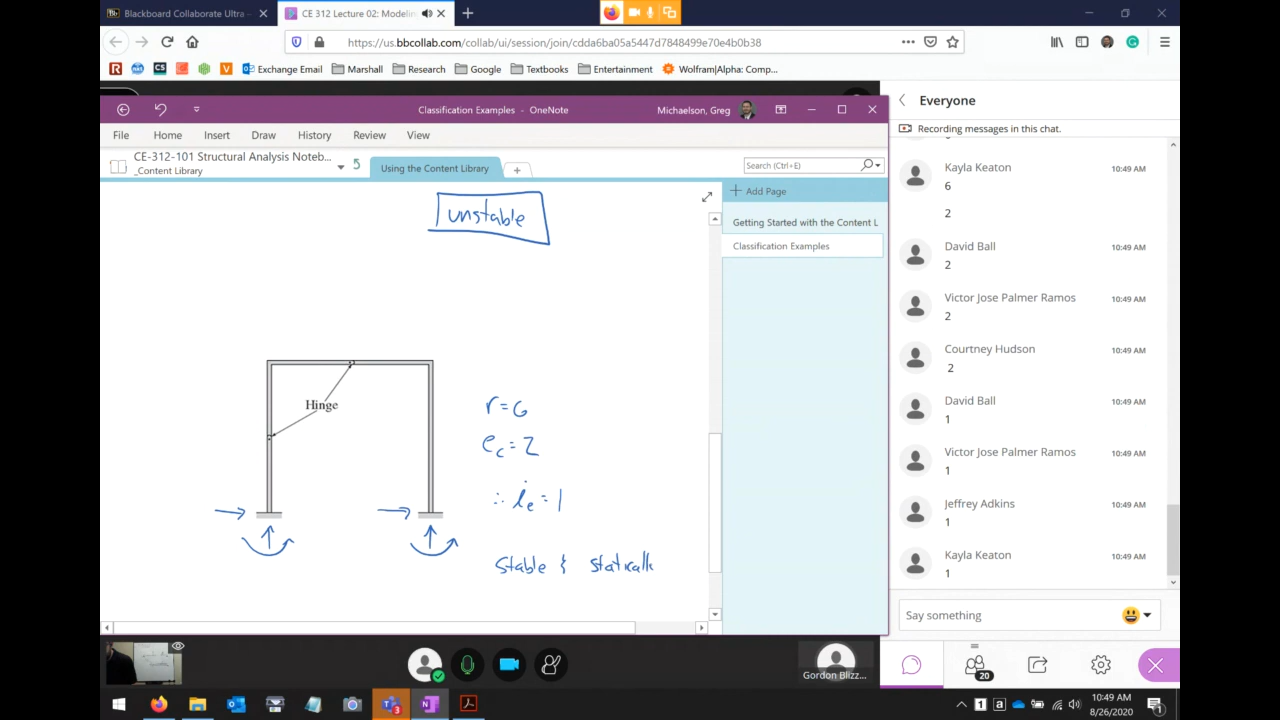 Blackboard Collaborate Ultra
CE 312 Lecture 02: Modelin
https://us.bbcollab.com/collab/ui/session/join/cdda6ba05a5447d7848499e70e4b0b38
Exchange Email
Marshall
Research
Google
Textbooks
Entertainment
Wolfram|Alpha: Comp...
Classification Examples - OneNote
Michaelson, Greg
File
Home
Insert
Draw
History
Review
View
CE-312-101 Structural Analysis Noteb...
_Content Library
Using the Content Library
Search (Ctrl+E)
Add Page
Getting Started with the Content L
Classification Examples
unstable
Hinge
r=6
ec=2
∴ ie=1
Stable & statically
Everyone
Recording messages in this chat.
Kayla Keaton
10:49 AM
6
2
David Ball
10:49 AM
2
Victor Jose Palmer Ramos
10:49 AM
2
Courtney Hudson
10:49 AM
2
David Ball
10:49 AM
1
Victor Jose Palmer Ramos
10:49 AM
1
Jeffrey Adkins
10:49 AM
1
Kayla Keaton
10:49 AM
1
Say something
20
Gordon Blizz...
3
10:49 AM
8/26/2020